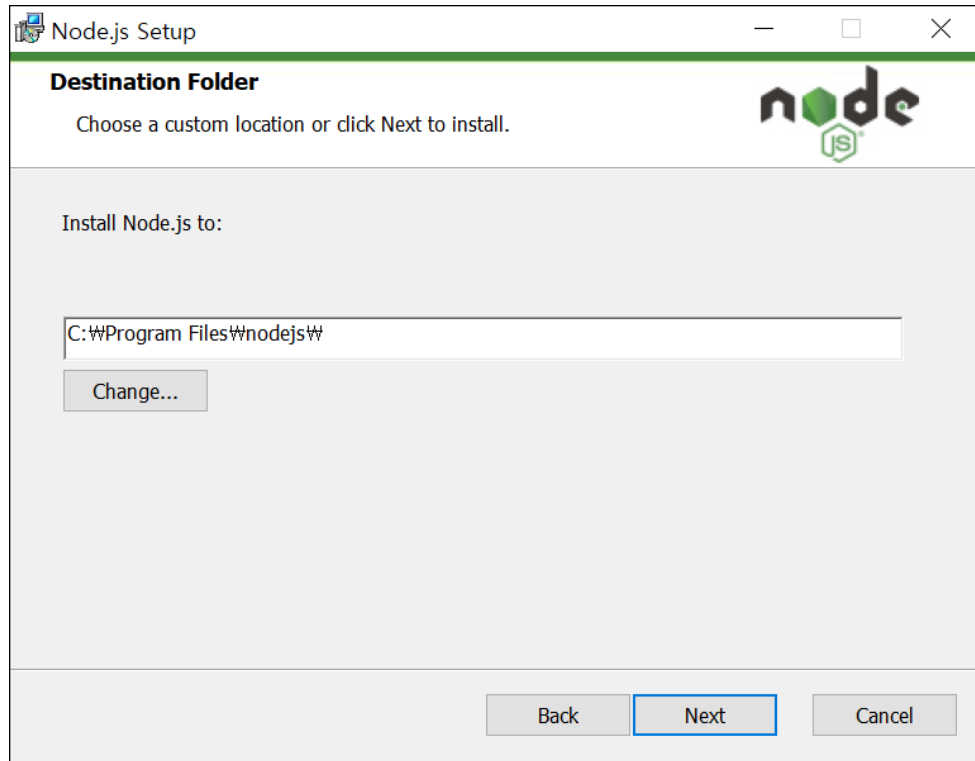 Node.js Setup
Destination Folder
Choose a custom location or click Next to install.
node
JS
Install Node.js to:
C:₩Program Files₩nodejs₩
Change...
Back Next Cancel